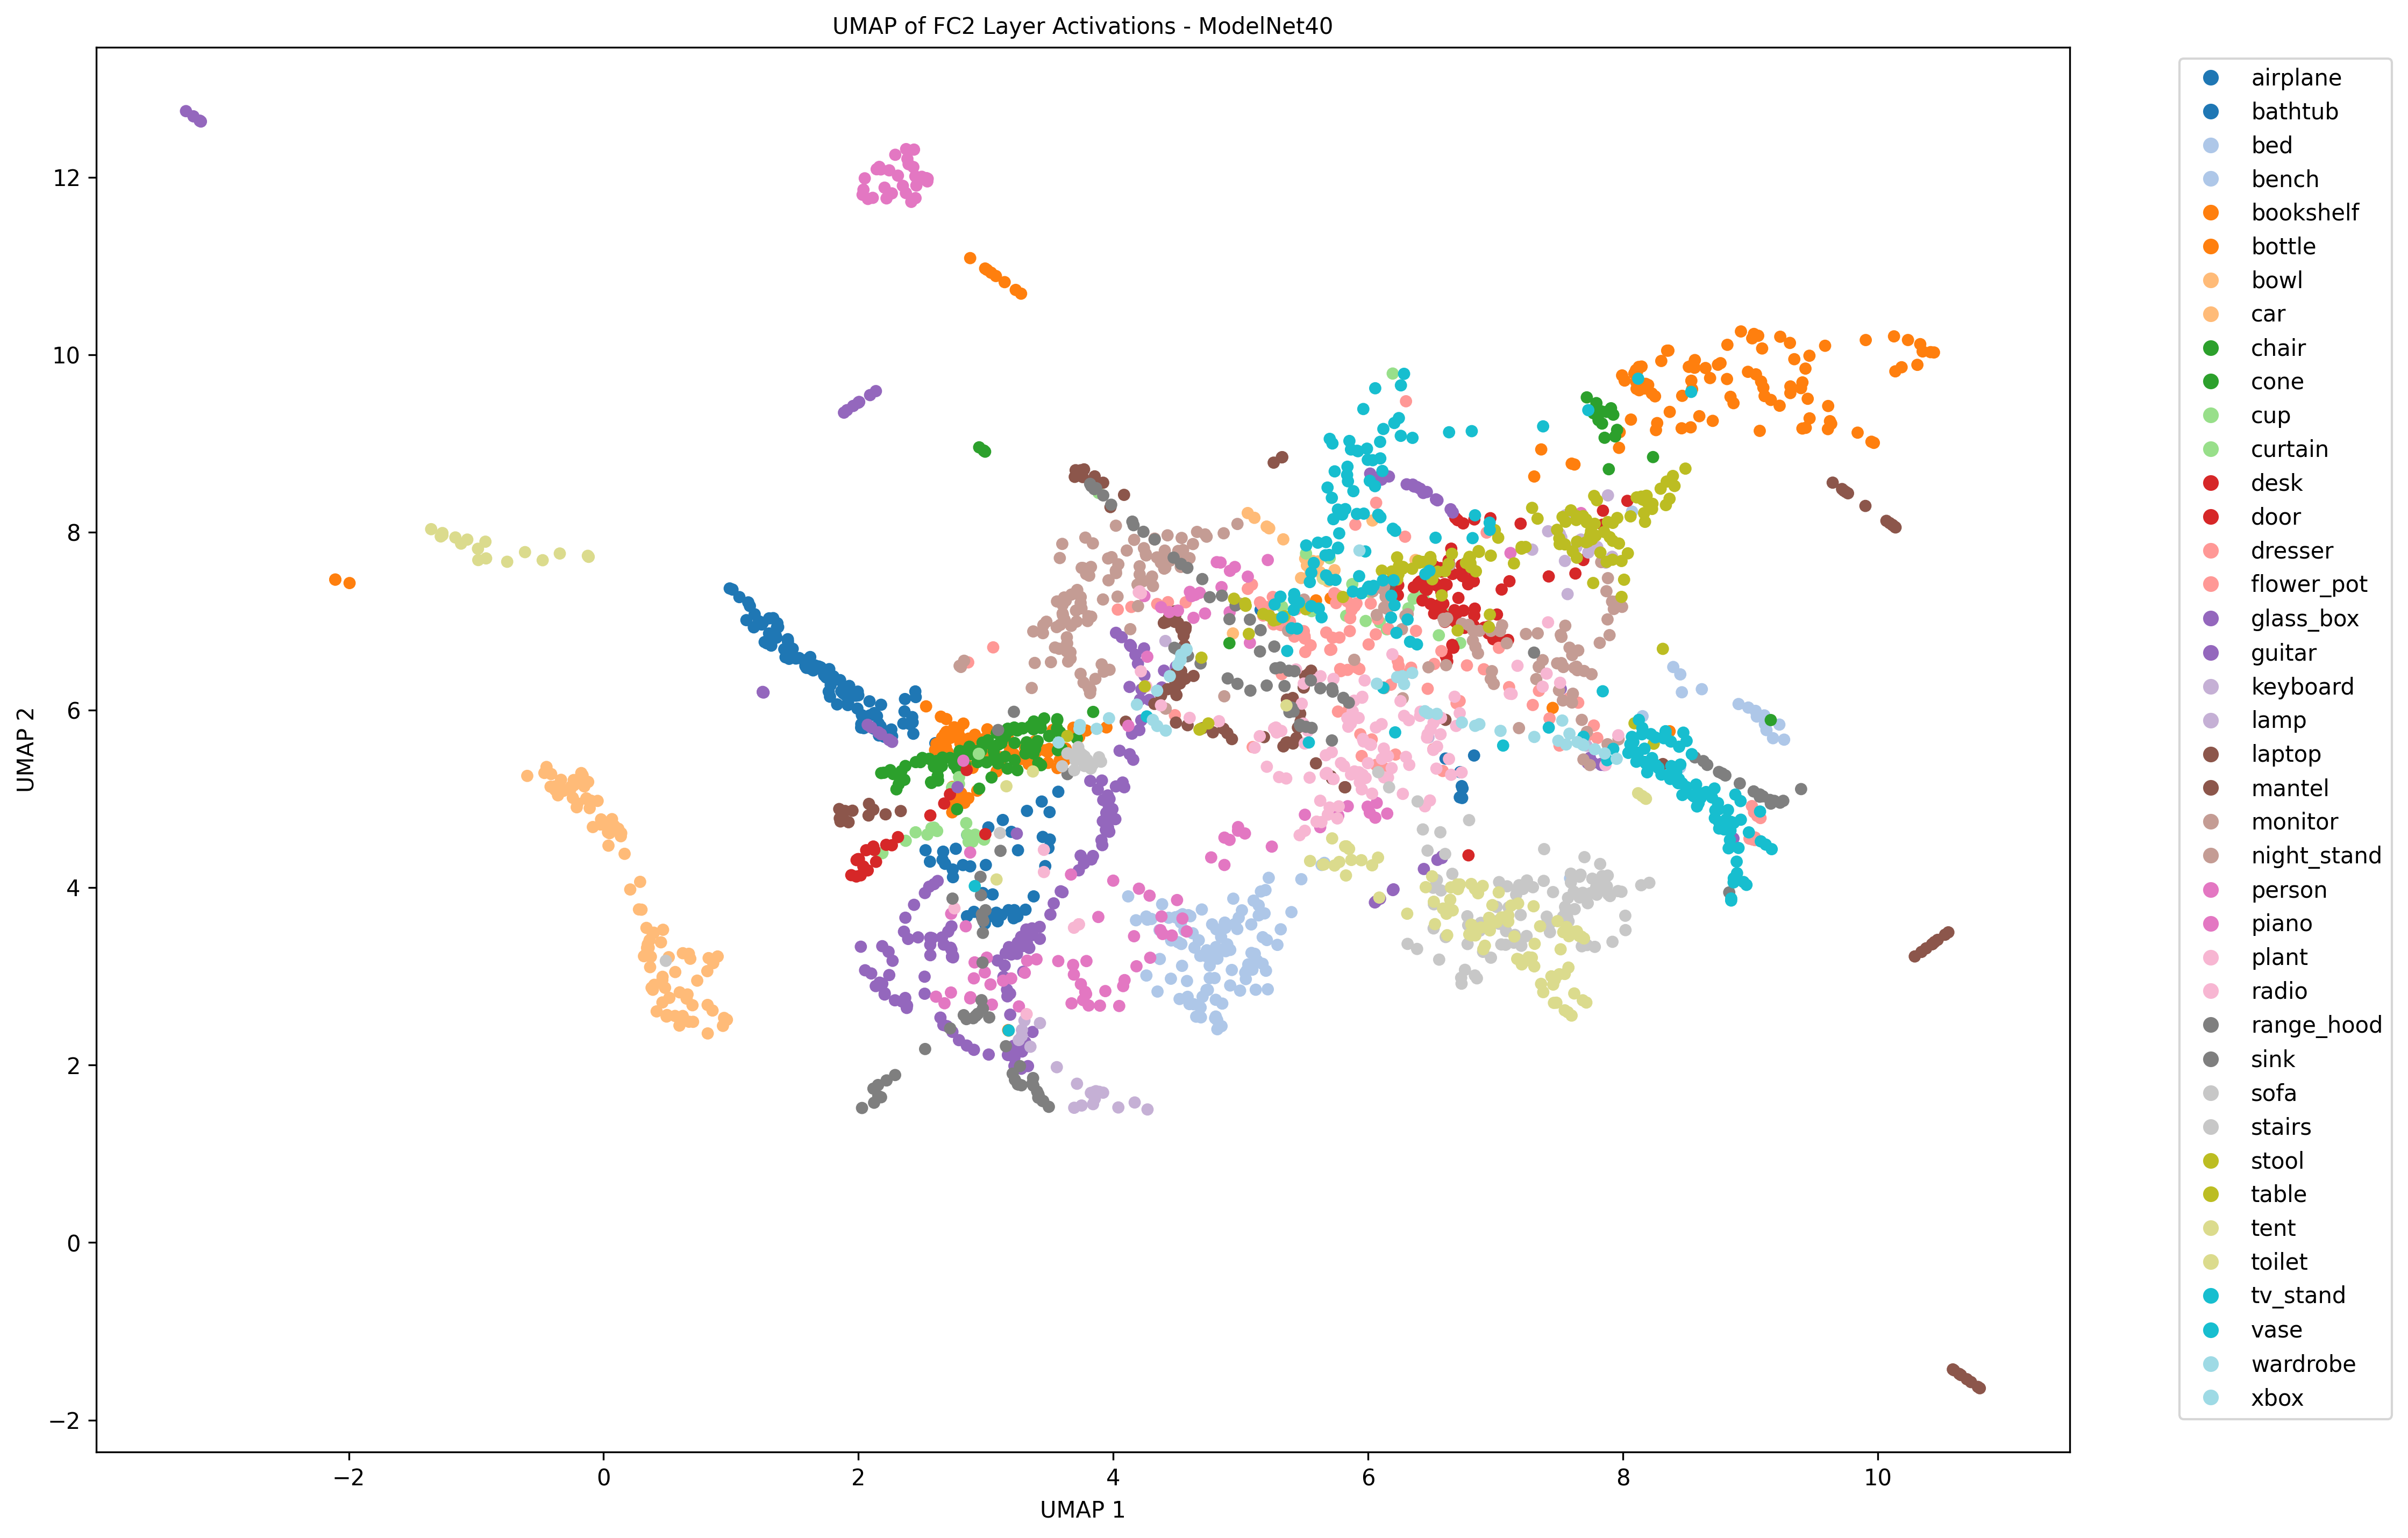 UMAP of FC2 Layer Activations - ModelNet40
12
10
8
6
4
2
0
−2
UMAP 2
−2
0
2
4
6
8
10
UMAP 1
airplane
bathtub
bed
bench
bookshelf
bottle
bowl
car
chair
cone
cup
curtain
desk
door
dresser
flower_pot
glass_box
guitar
keyboard
lamp
laptop
mantel
monitor
night_stand
person
piano
plant
radio
range_hood
sink
sofa
stairs
stool
table
tent
toilet
tv_stand
vase
wardrobe
xbox